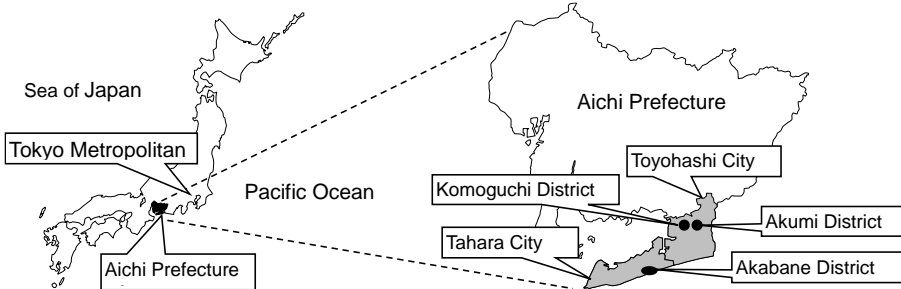 Sea of Japan
Tokyo Metropolitan
Pacific Ocean
Aichi Prefecture
Aichi Prefecture
Toyohashi City
Komoguchi District
Akumi District
Tahara City
Akabane District